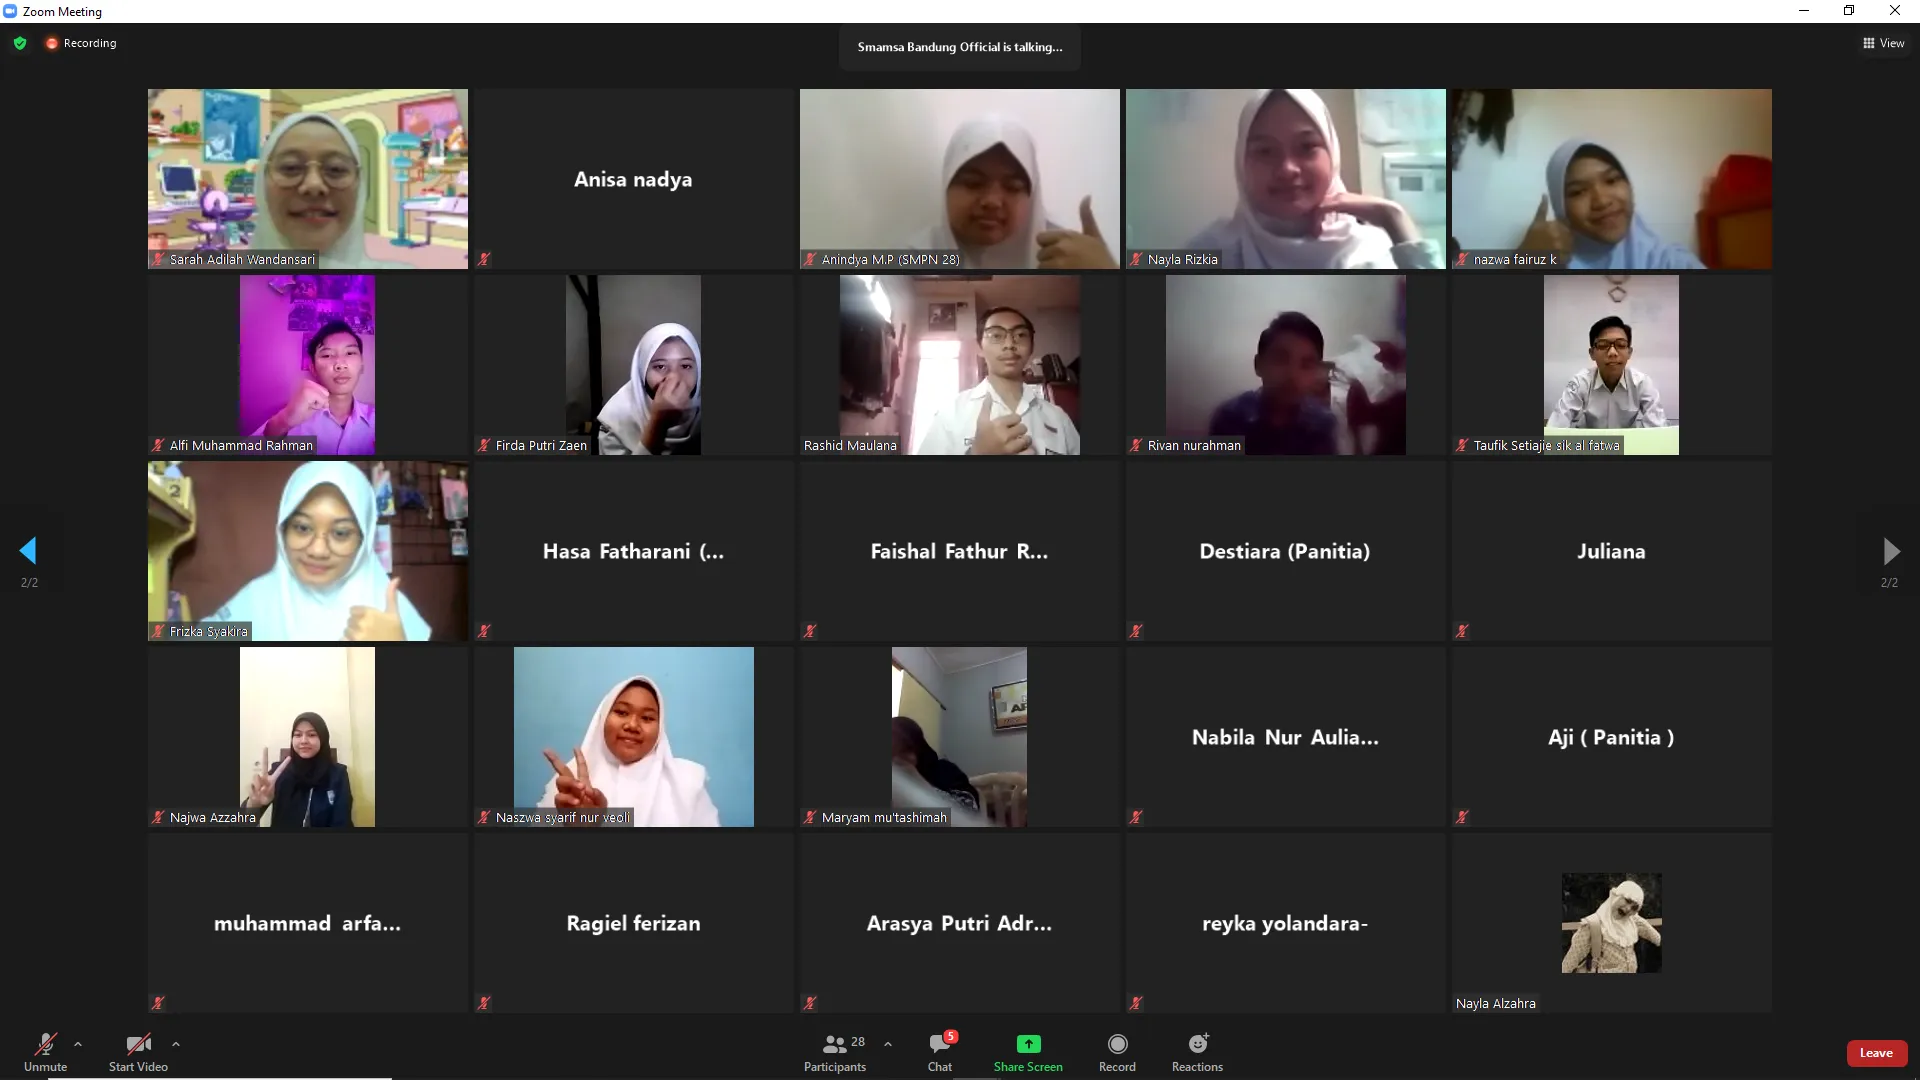 Zoom Meeting
Recording
Smamsa Bandung Official is talking...
View
Sarah Adilah Wandansari
Anisa nadya
Anindya M.P (SMPN 28)
Nayla Rizkia
nazwa fairuz k
Alfi Muhammad Rahman
Firda Putri Zaen
Rashid Maulana
Rivan nurahman
Taufik Setiajie sik al fatwa
Frizka Syakira
Hasa Fatharani (...
Faishal Fathur R...
Destiara (Panitia)
Juliana
2/2
2/2
Najwa Azzahra
Naszwa syarif nur veoli
Maryam mu'tashimah
Nabila Nur Aulia...
Aji ( Panitia )
muhammad arfa...
Ragiel ferizan
Arasya Putri Adr...
reyka yolandara-
Nayla Alzahra
Unmute
Start Video
28
Participants
5
Chat
Share Screen
Record
Reactions
Leave